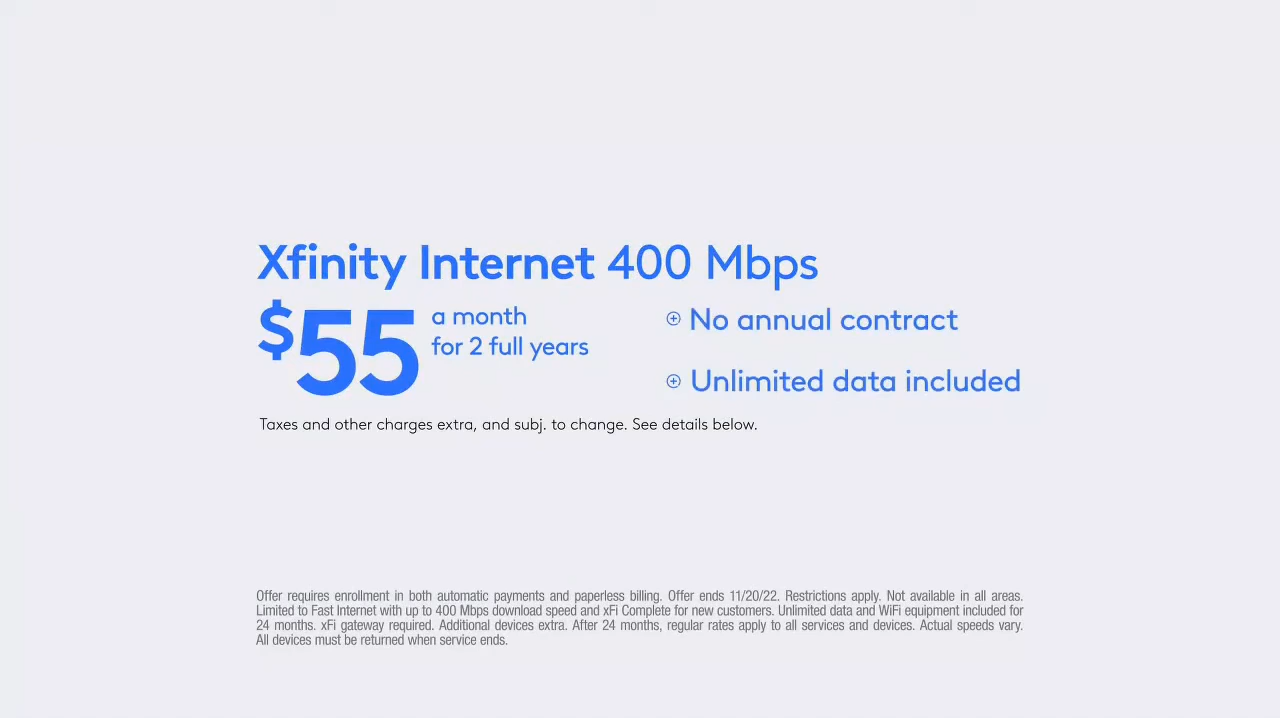 Xfinity Internet 400 Mbps
$55 a month
for 2 full years
⊕ No annual contract
⊕ Unlimited data included
Taxes and other charges extra, and subj. to change. See details below.
Offer requires enrollment in both automatic payments and paperless billing. Offer ends 11/20/22. Restrictions apply. Not available in all areas.
Limited to Fast Internet with up to 400 Mbps download speed and xFi Complete for new customers. Unlimited data and WiFi equipment included for
24 months. xFi gateway required. Additional devices extra. After 24 months, regular rates apply to all services and devices. Actual speeds vary.
All devices must be returned when service ends.